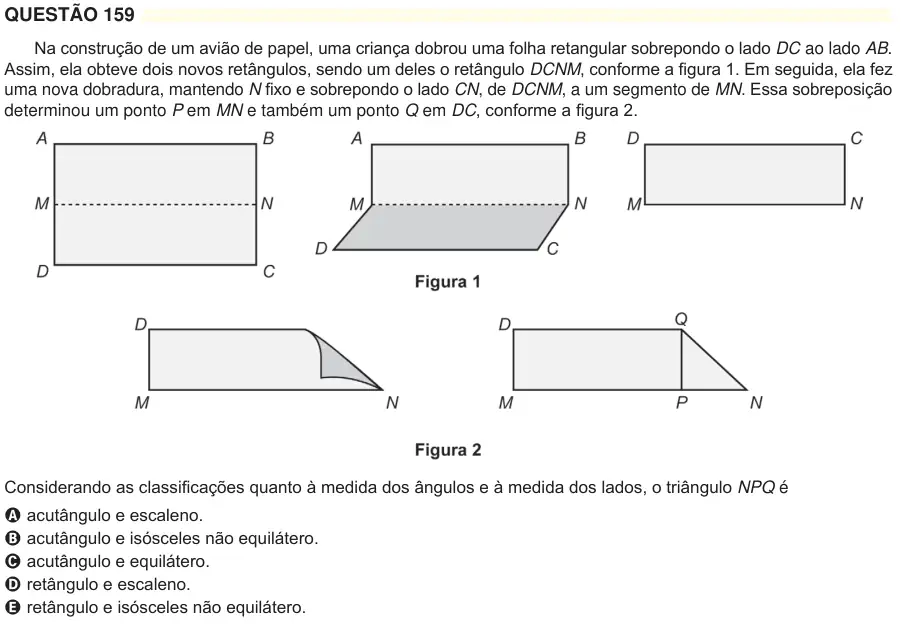 QUESTÃO 159
Na construção de um avião de papel, uma criança dobrou uma folha retangular sobrepondo o lado DC ao lado AB.
Assim, ela obteve dois novos retângulos, sendo um deles o retângulo DCNM, conforme a figura 1. Em seguida, ela fez
uma nova dobradura, mantendo N fixo e sobrepondo o lado CN, de DCNM, a um segmento de MN. Essa sobreposição
determinou um ponto P em MN e também um ponto Q em DC, conforme a figura 2.
A B A B D C
M N M N M N
D C D C
Figura 1
D D Q
M N M P N
Figura 2
Considerando as classificações quanto à medida dos ângulos e à medida dos lados, o triângulo NPQ é
A acutângulo e escaleno.
B acutângulo e isósceles não equilátero.
C acutângulo e equilátero.
D retângulo e escaleno.
E retângulo e isósceles não equilátero.